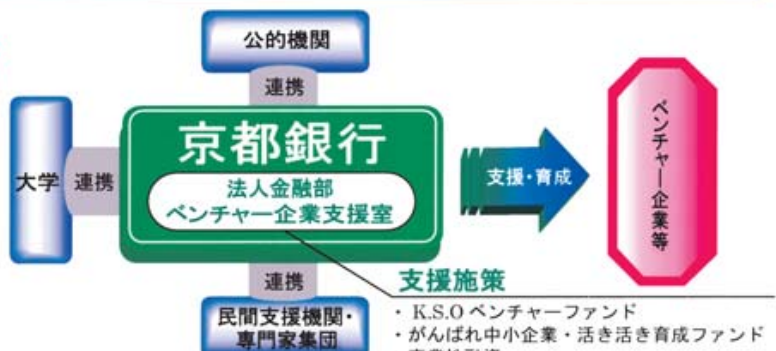 公的機関
連携
大学
連携
京都銀行
法人金融部
ベンチャー企業支援室
支援・育成
ベンチャー企業等
連携
民間支援機関・
専門家集団
支援施策
・ K.S.O ベンチャーファンド
・がんばれ中小企業・活き活き育成ファンド